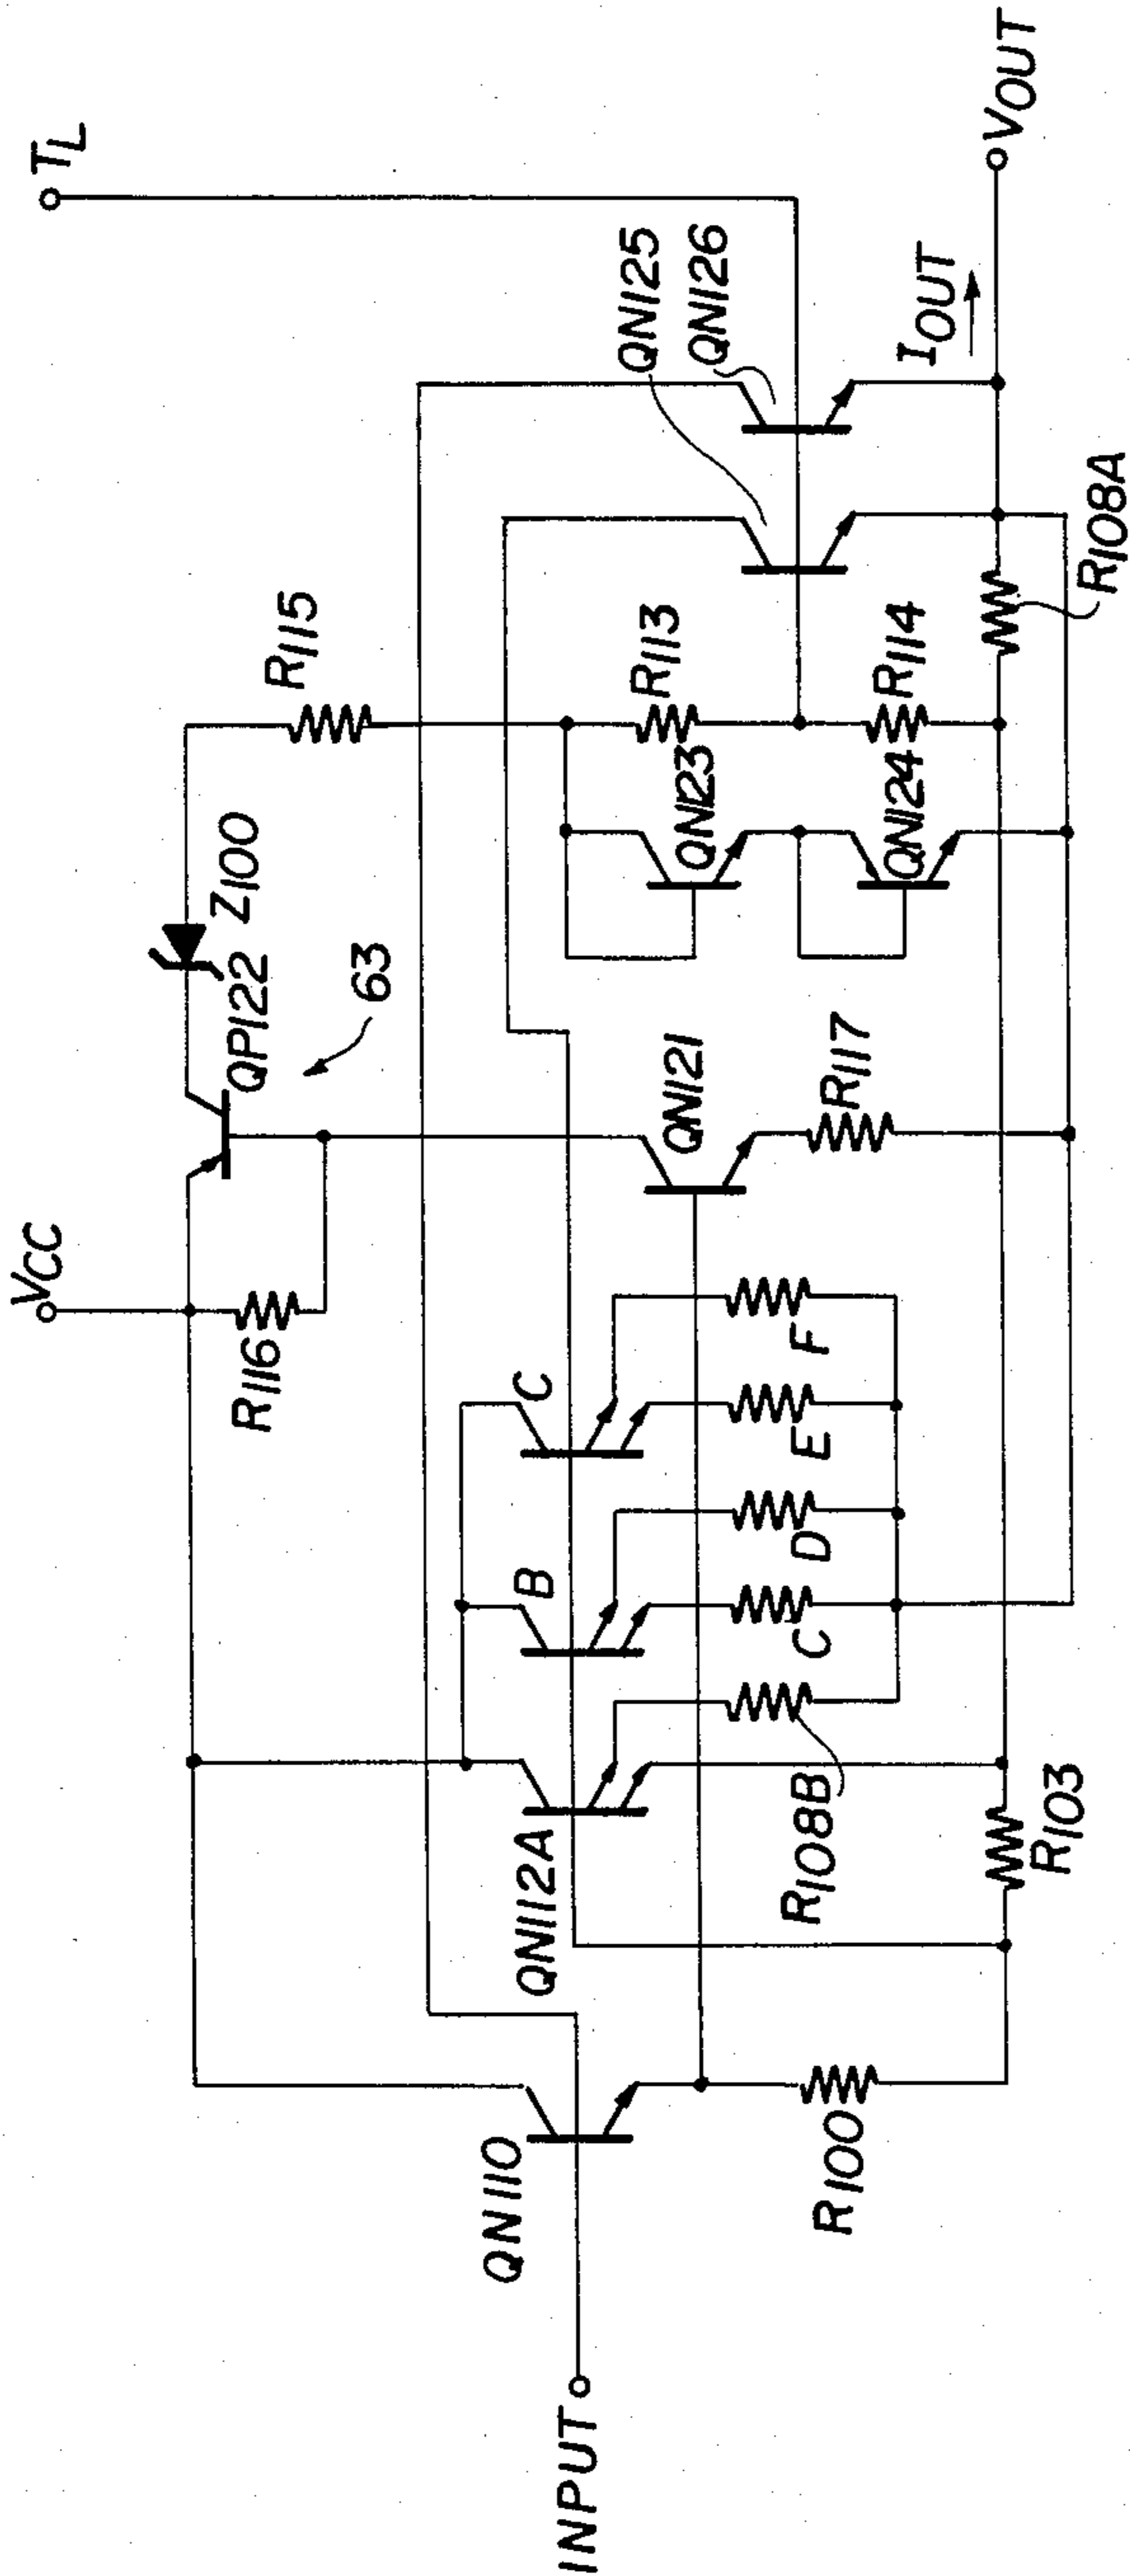 VCC
TL
R116
QP122
Z100
R115
63
QN125
QN126
QN110
QN112A
B
C
QN121
QN123
R113
QN124
R114
INPUT
R100
R108B
C
D
E
F
R117
R103
R108A
IOUT
VOUT